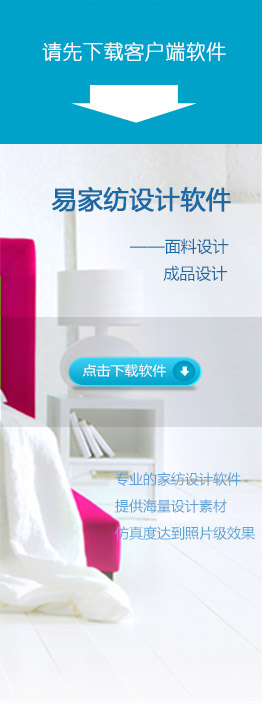 请先下载客户端软件
易家纺设计软件
——面料设计
成品设计
点击下载软件
专业的家纺设计软件
提供海量设计素材
仿真度达到照片级效果